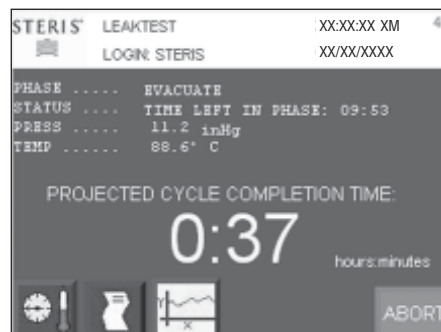 STERIS LEAKTEST XX:XX:XX XM
LOGIN: STERIS XX/XX/XXXX
PHASE ..... EVACUATE
STATUS .... TIME LEFT IN PHASE: 09:53
PRESS ..... 11.2 inHg
TEMP ...... 88.6° C
PROJECTED CYCLE COMPLETION TIME:
0:37
hours:minutes
Y
X
ABORT